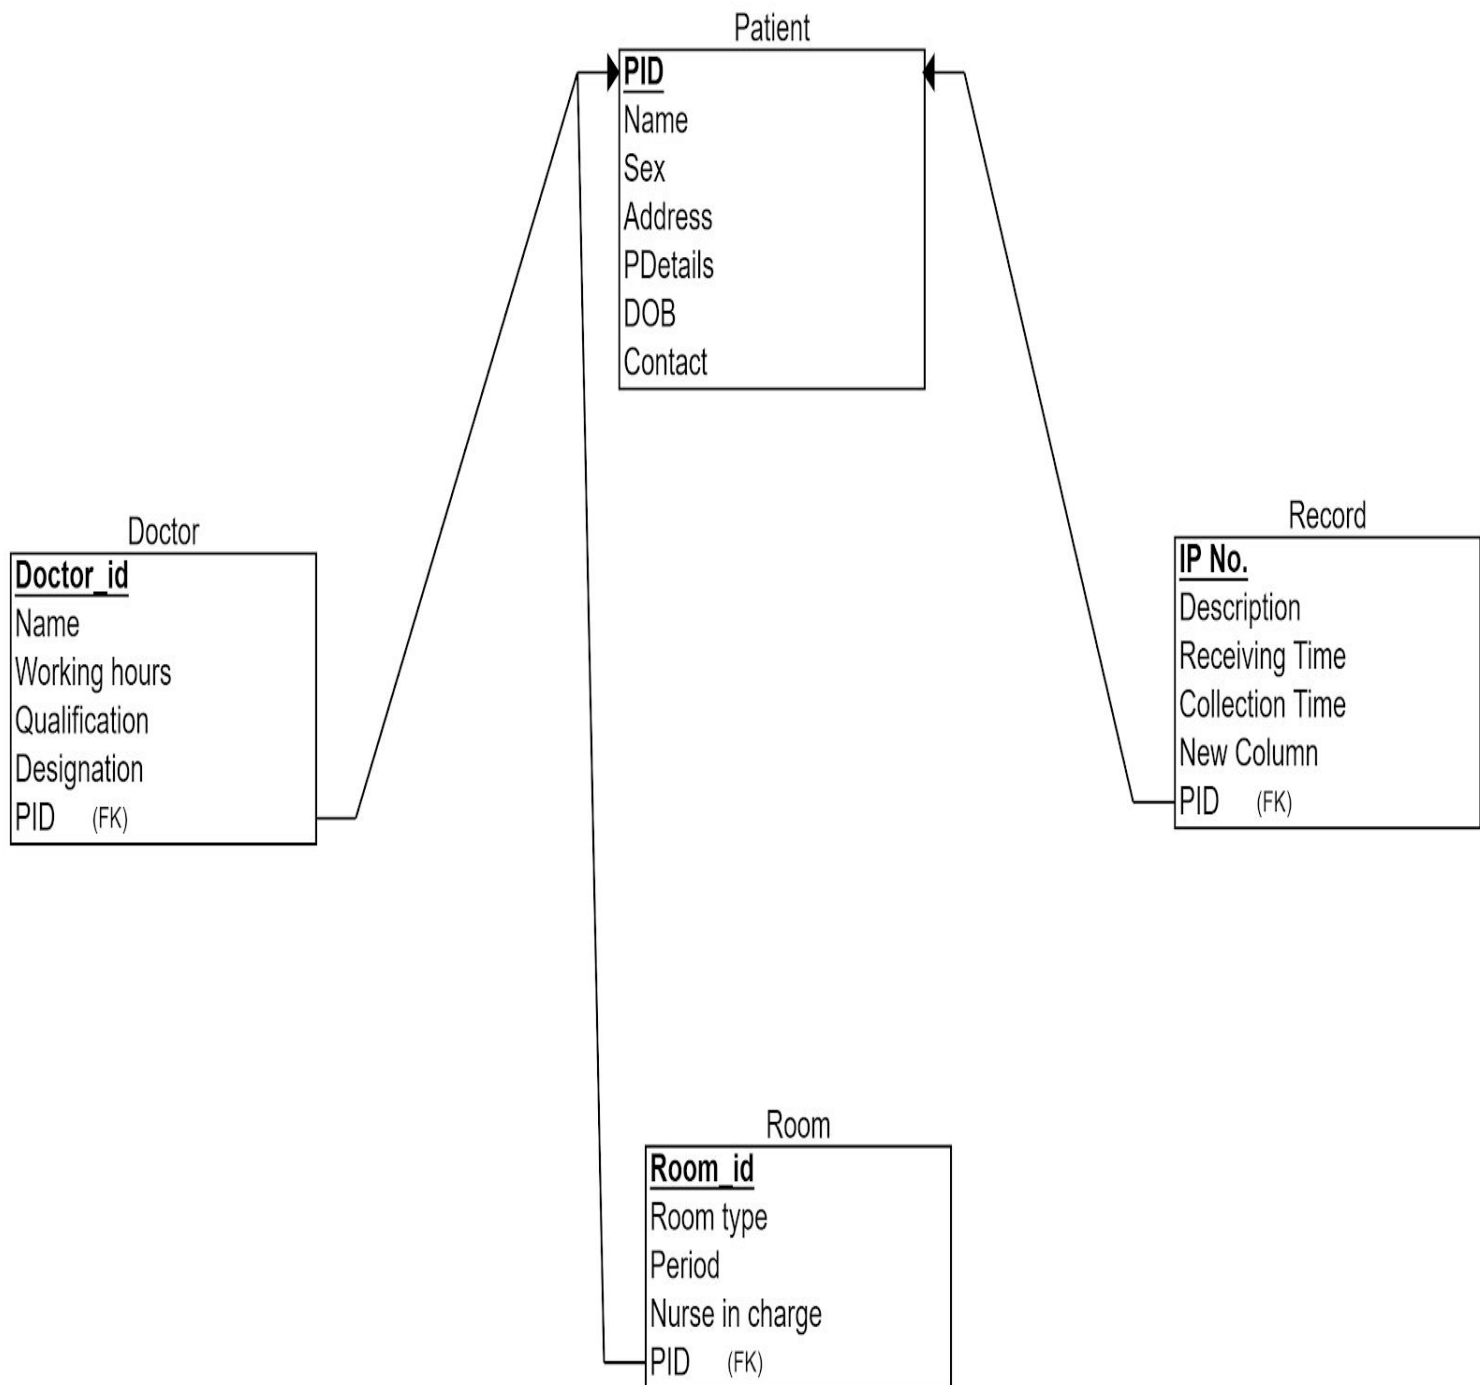 Patient
PID
Name
Sex
Address
PDetails
DOB
Contact
Doctor
Doctor_id
Name
Working hours
Qualification
Designation
PID (FK)
Record
IP No.
Description
Receiving Time
Collection Time
New Column
PID (FK)
Room
Room_id
Room type
Period
Nurse in charge
PID (FK)